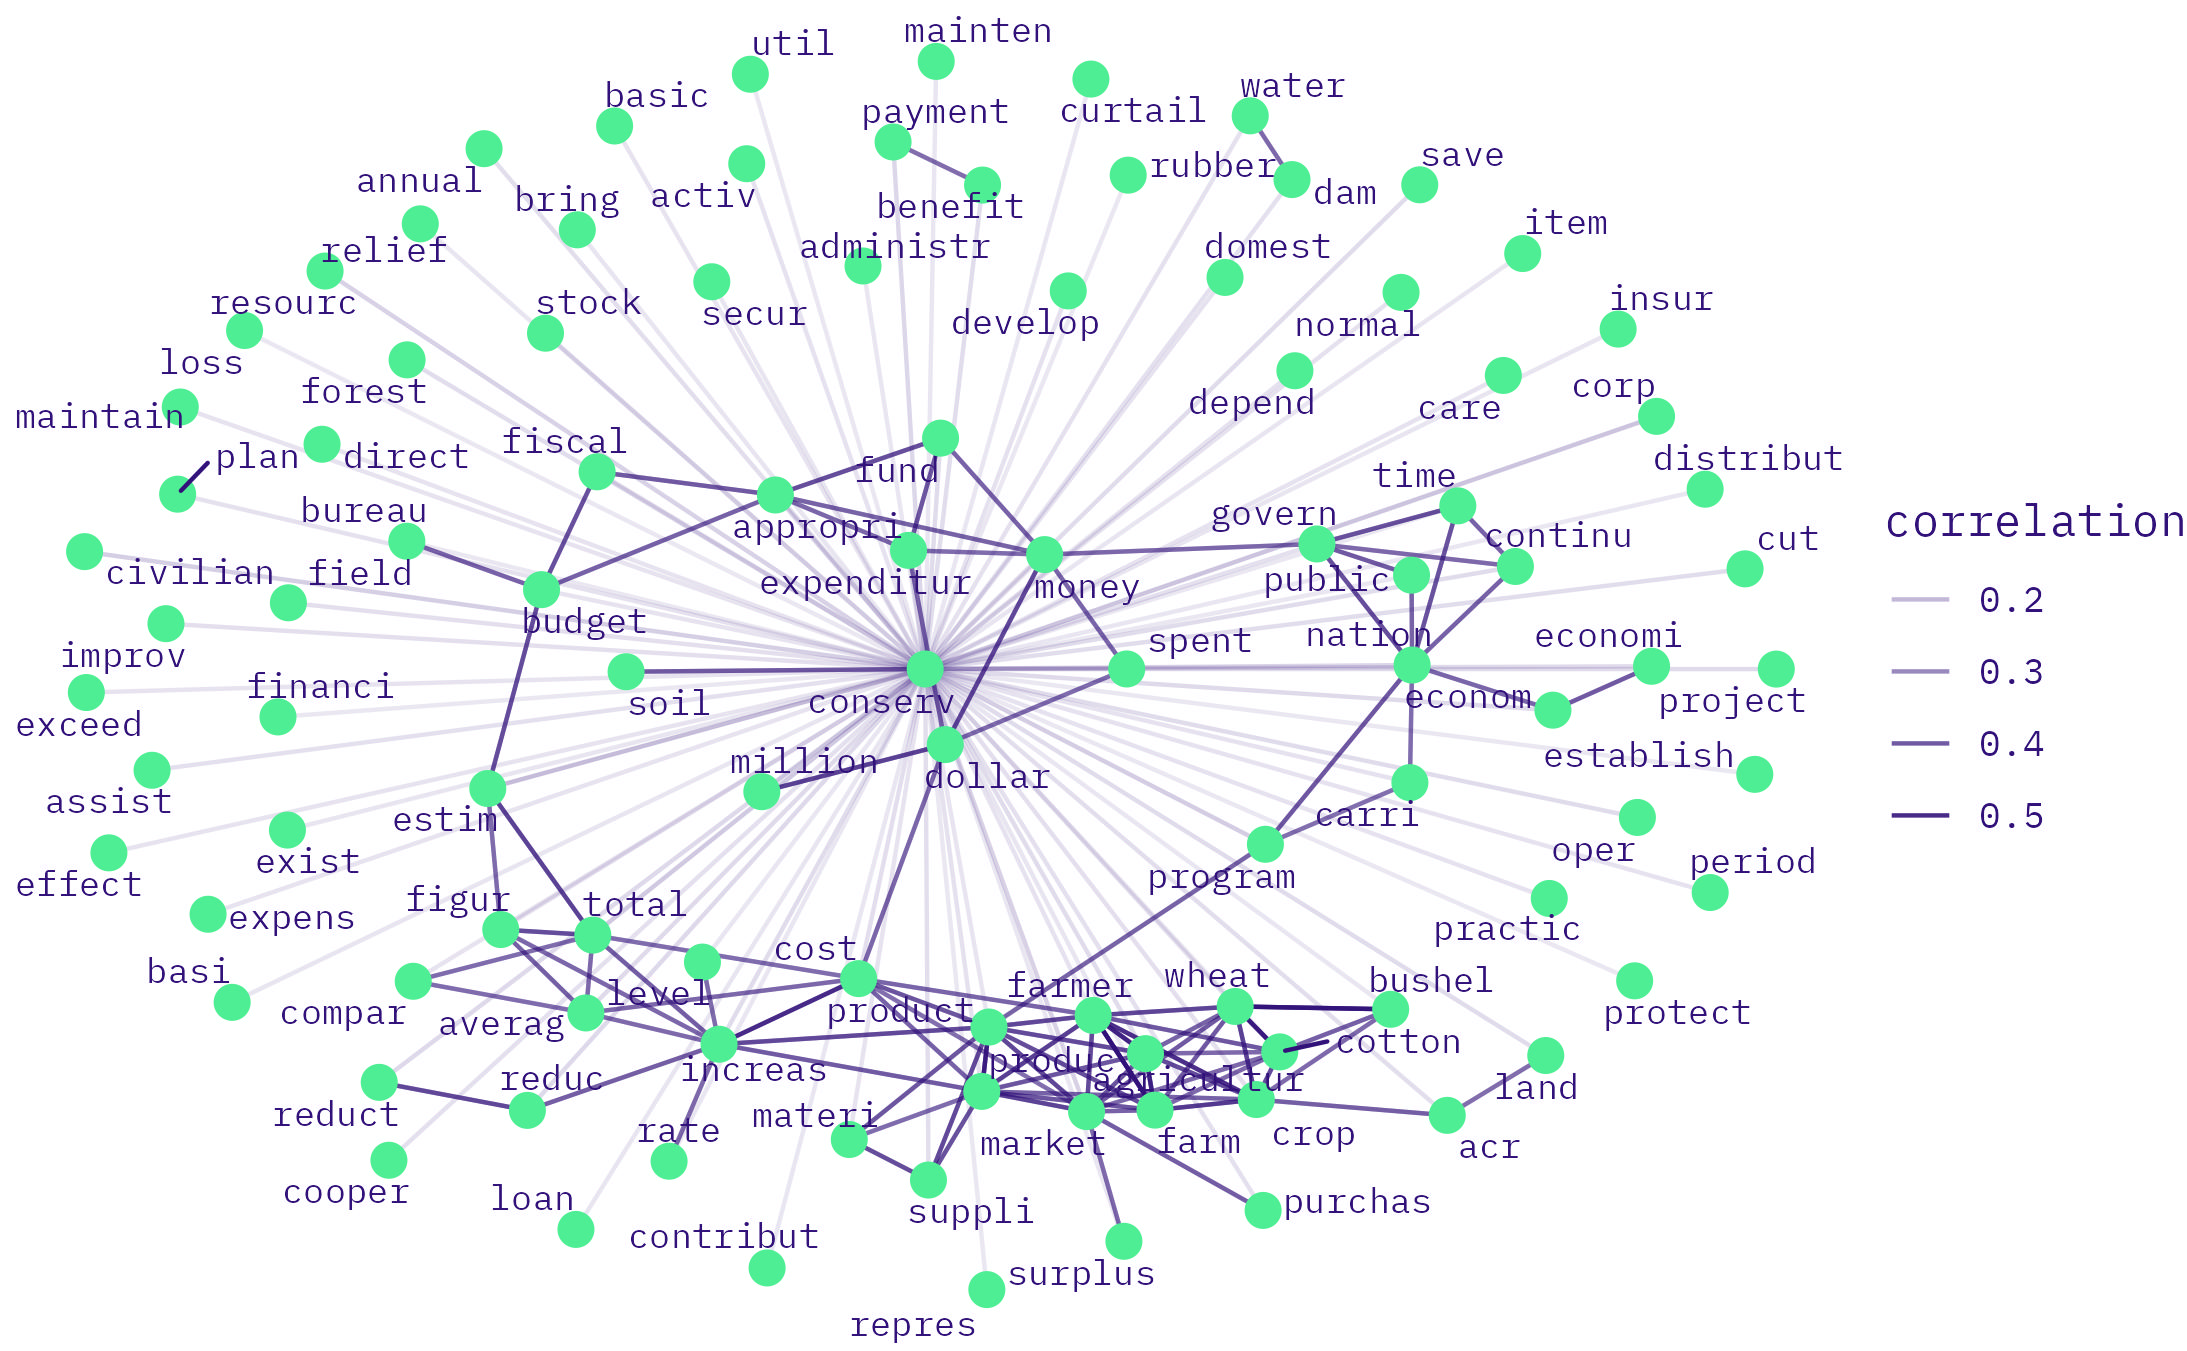 mainten
util
water
basic
payment
curtail
save
rubber
annual
bring
activ
dam
benefit
item
relief
administr
domest
resourc
stock
secur
develop
normal
insur
loss
forest
depend
care
corp
maintain
plan
direct
fiscal
fund
time
distribut
bureau
appropri
govern
continu
cut
correlation
civilian
field
expenditur
money
public
0.2
budget
nation
economi
improv
spent
financi
soil
conserv
econom
project
0.3
exceed
million
dollar
establish
0.4
assist
estim
carri
0.5
exist
oper
period
effect
figur
total
program
expens
practic
basi
cost
wheat
bushel
compar
level
farmer
averag
product
protect
cotton
increas
produc
reduc
agricultur
land
reduct
rate
materi
market
farm
crop
acr
cooper
loan
suppli
purchas
contribut
surplus
repres